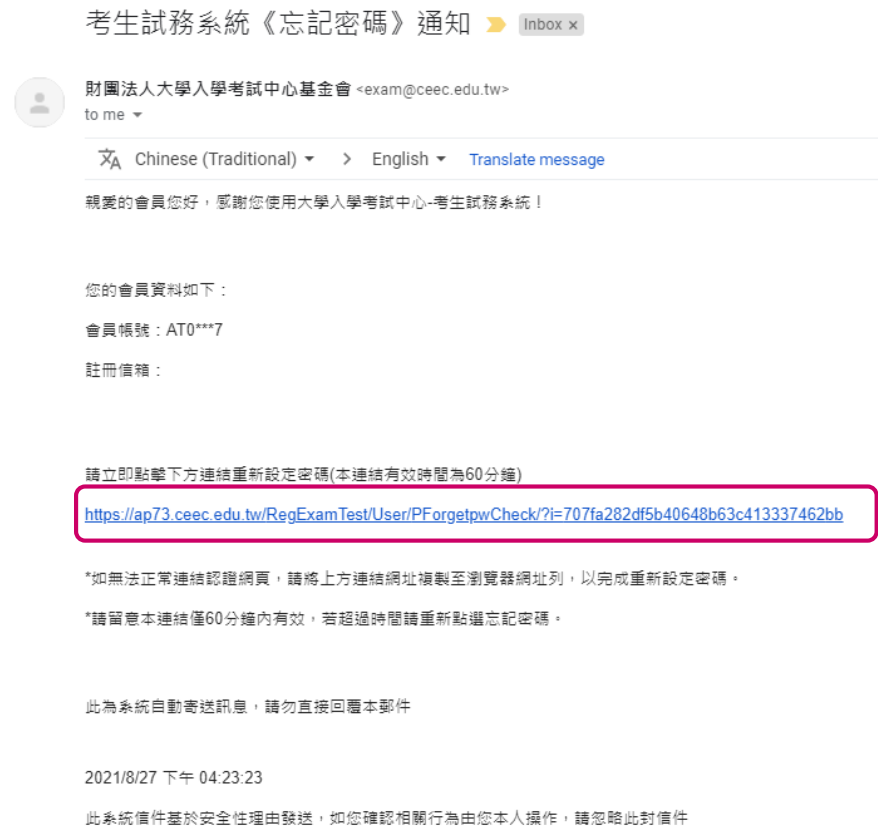 考生試務系統《忘記密碼》通知 Inbox x
財團法人大學入學考試中心基金會 <exam@ceec.edu.tw>
to me
Chinese (Traditional) > English Translate message
親愛的會員您好，感謝您使用大學入學考試中心-考生試務系統！
您的會員資料如下：
會員帳號：AT0***7
註冊信箱：
請立即點擊下方連結重新設定密碼(本連結有效時間為60分鐘)
https://ap73.ceec.edu.tw/RegExamTest/User/PForgetpwCheck/?i=707fa282df5b40648b63c413337462bb
*如無法正常連結認證網頁，請將上方連結網址複製至瀏覽器網址列，以完成重新設定密碼。
*請留意本連結僅60分鐘內有效，若超過時間請重新點選忘記密碼。
此為系統自動寄送訊息，請勿直接回覆本郵件
2021/8/27 下午 04:23:23
此系統信件基於安全性理由發送，如您確認相關行為由您本人操作，請忽略此封信件